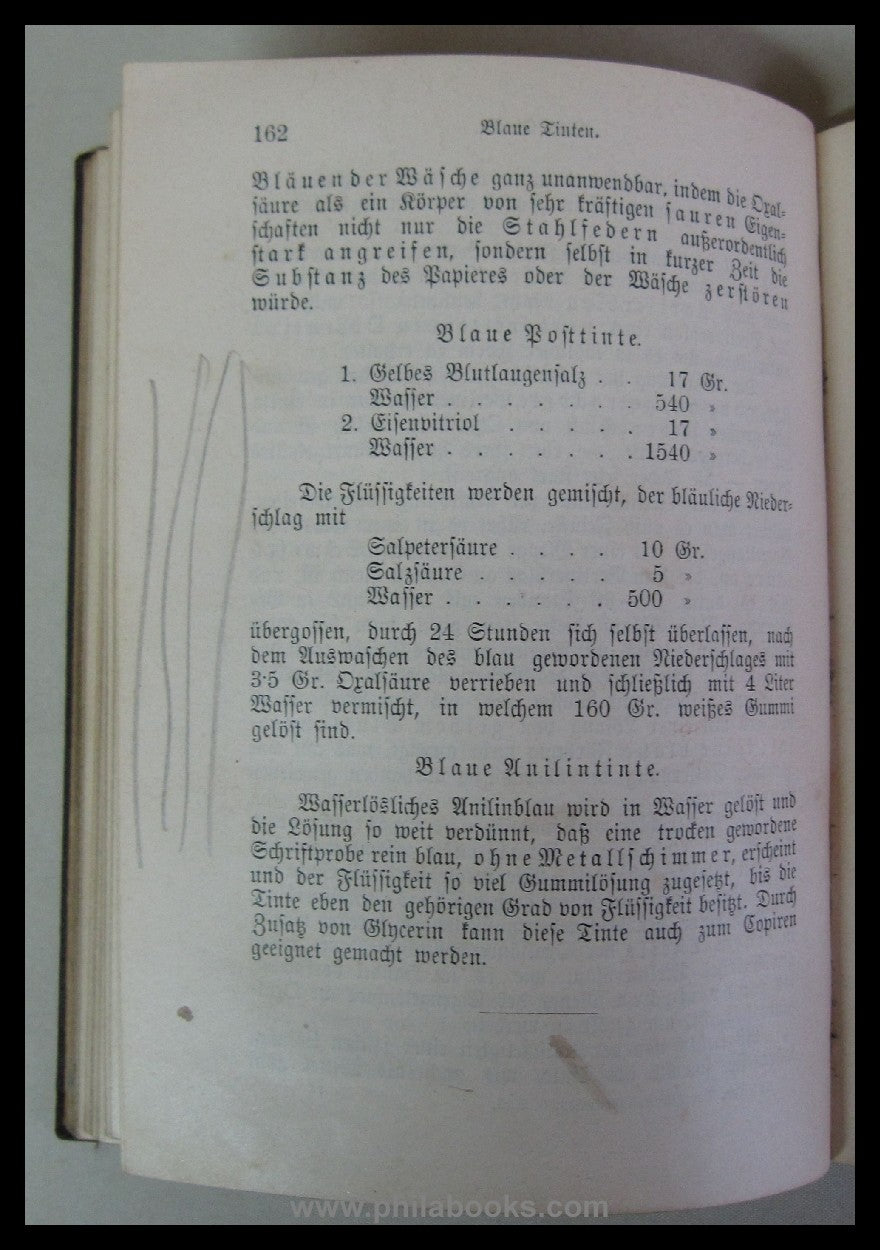 162 Blaue Tinten.
Bläuen der Wäsche ganz unanwendbar, indem die Oxal-
säure als ein Körper von sehr kräftigen sauren Eigen-
schaften nicht nur die Stahlfedern außerordentlich
stark angreifen, sondern selbst in kurzer Zeit die
Substanz des Papieres oder der Wäsche zerstören
würde.
Blaue Posttinte.
1. Gelbes Blutlaugensalz . . 17 Gr.
Wasser . . . . . . . 540 »
2. Eisenvitriol . . . . . 17 »
Wasser . . . . . . . 1540 »
Die Flüssigkeiten werden gemischt, der bläuliche Nieder-
schlag mit
Salpetersäure . . . . 10 Gr.
Salzsäure . . . . . 5 »
Wasser . . . . . . 500 »
übergossen, durch 24 Stunden sich selbst überlassen, nach
dem Auswaschen des blau gewordenen Niederschlages mit
3·5 Gr. Oxalsäure verrieben und schließlich mit 4 Liter
Wasser vermischt, in welchem 160 Gr. weißes Gummi
gelöst sind.
Blaue Anilintinte.
Wasserlösliches Anilinblau wird in Wasser gelöst und
die Lösung so weit verdünnt, daß eine trocken gewordene
Schriftprobe rein blau, ohne Metallschimmer, erscheint
und der Flüssigkeit so viel Gummilösung zugesetzt, bis die
Tinte eben den gehörigen Grad von Flüssigkeit besitzt. Durch
Zusatz von Glycerin kann diese Tinte auch zum Copiren
geeignet gemacht werden.
www.philabooks.com